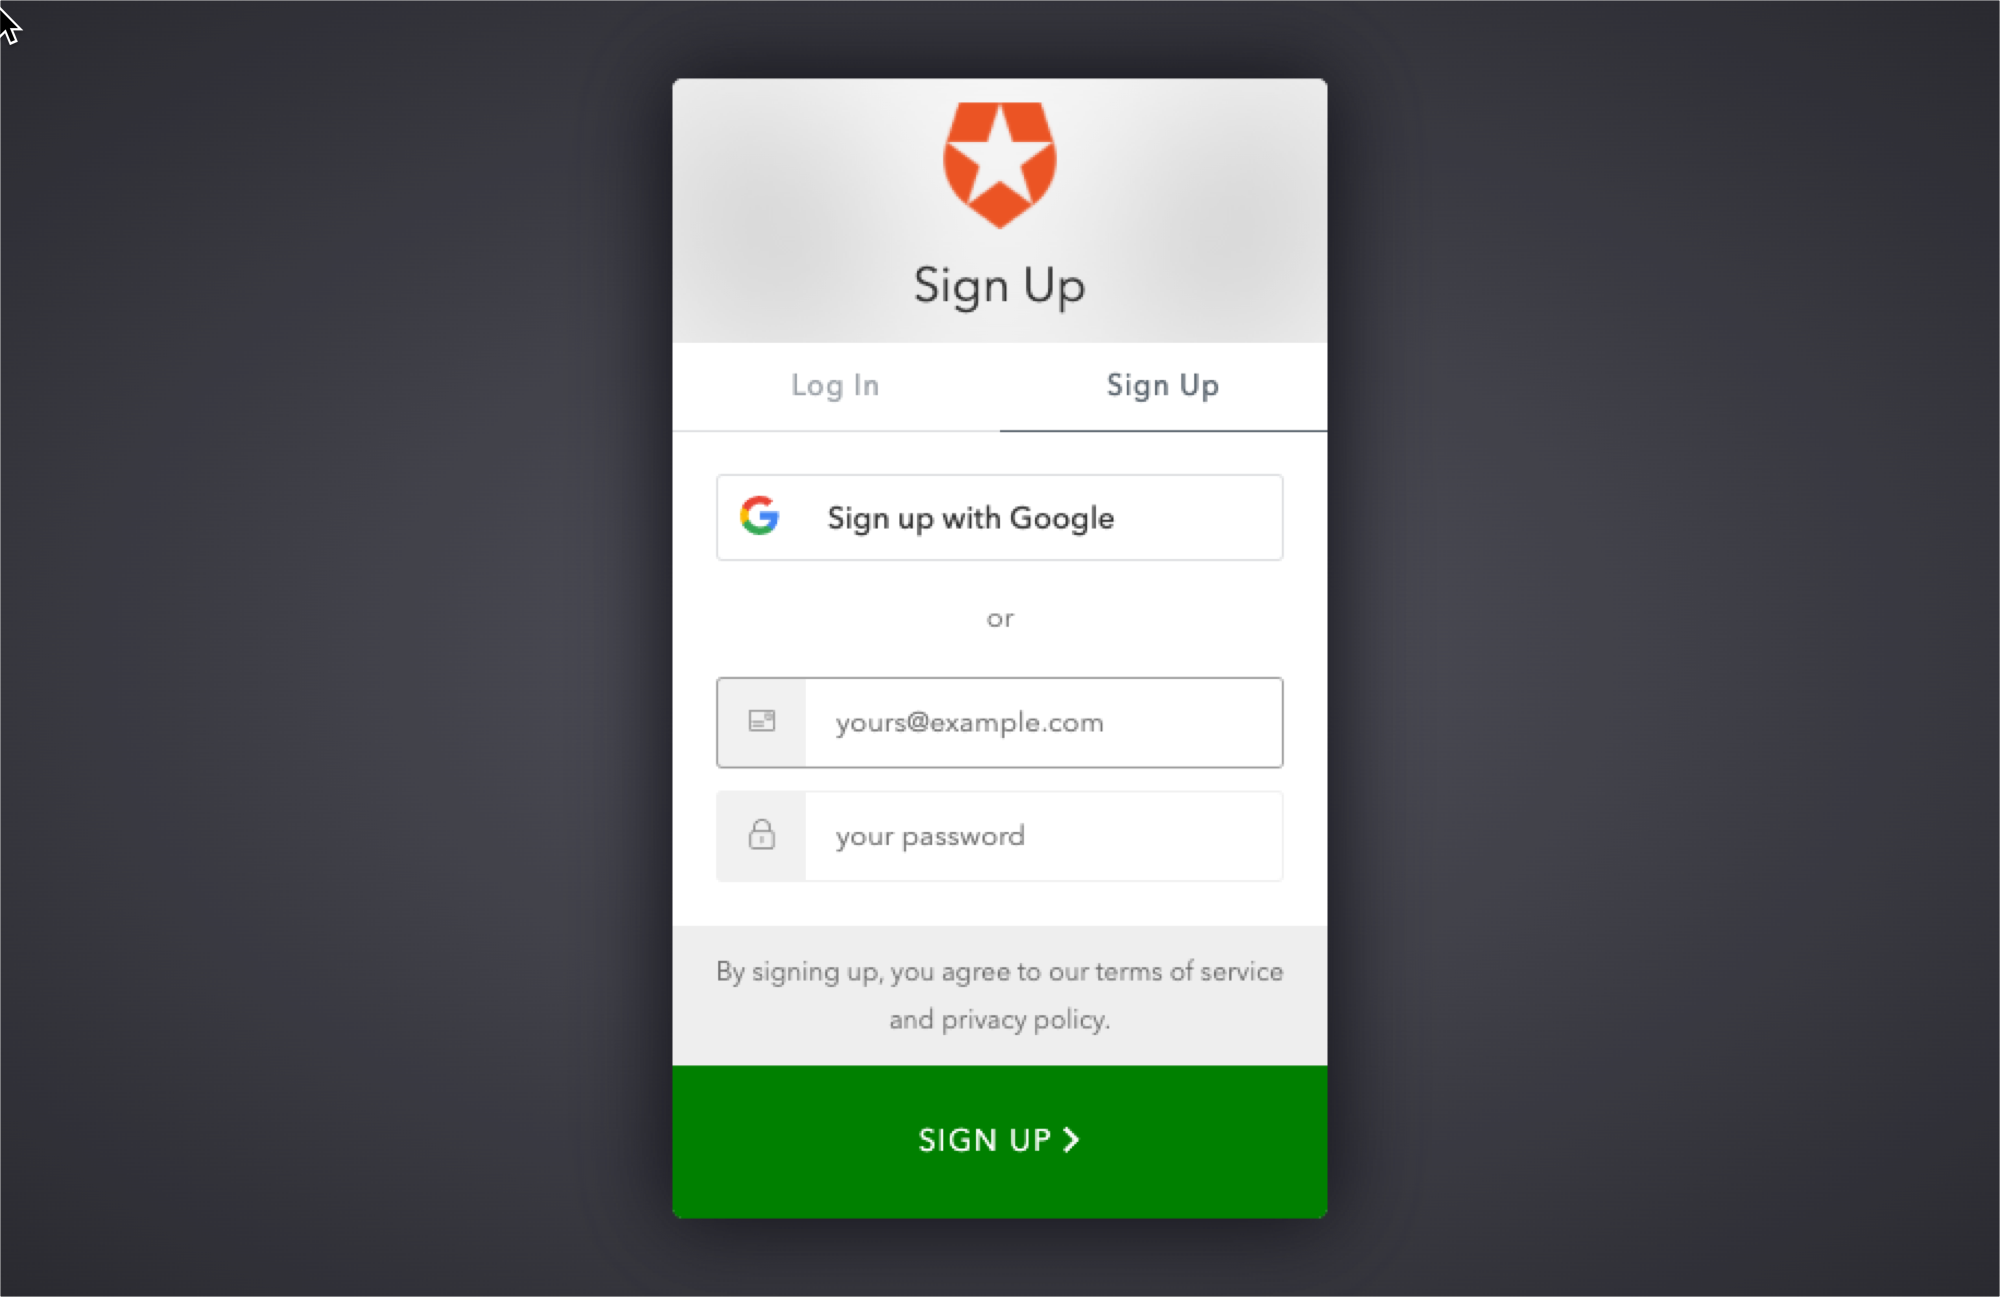 Sign Up
Log In
Sign Up
Sign up with Google
or
yours@example.com
your password
By signing up, you agree to our terms of service
and privacy policy.
SIGN UP